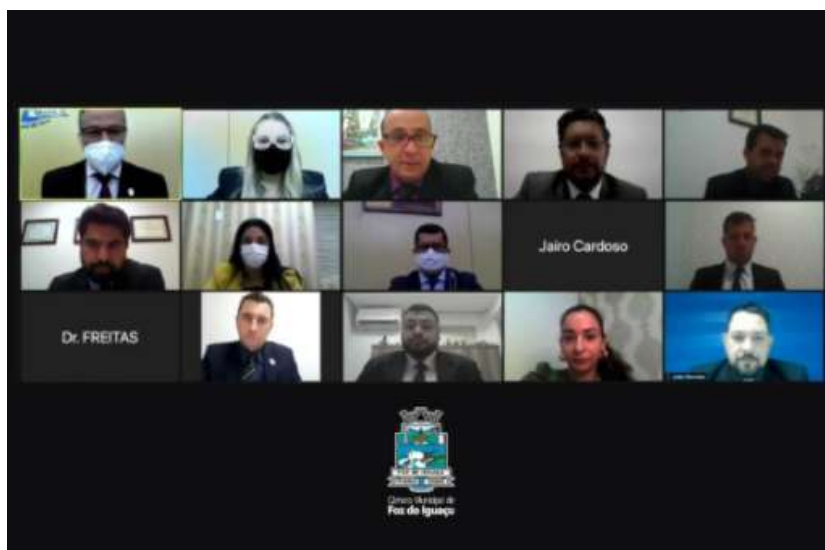 Jairo Cardoso
Dr. FREITAS
Câmara Municipal de
Foz do Iguaçu